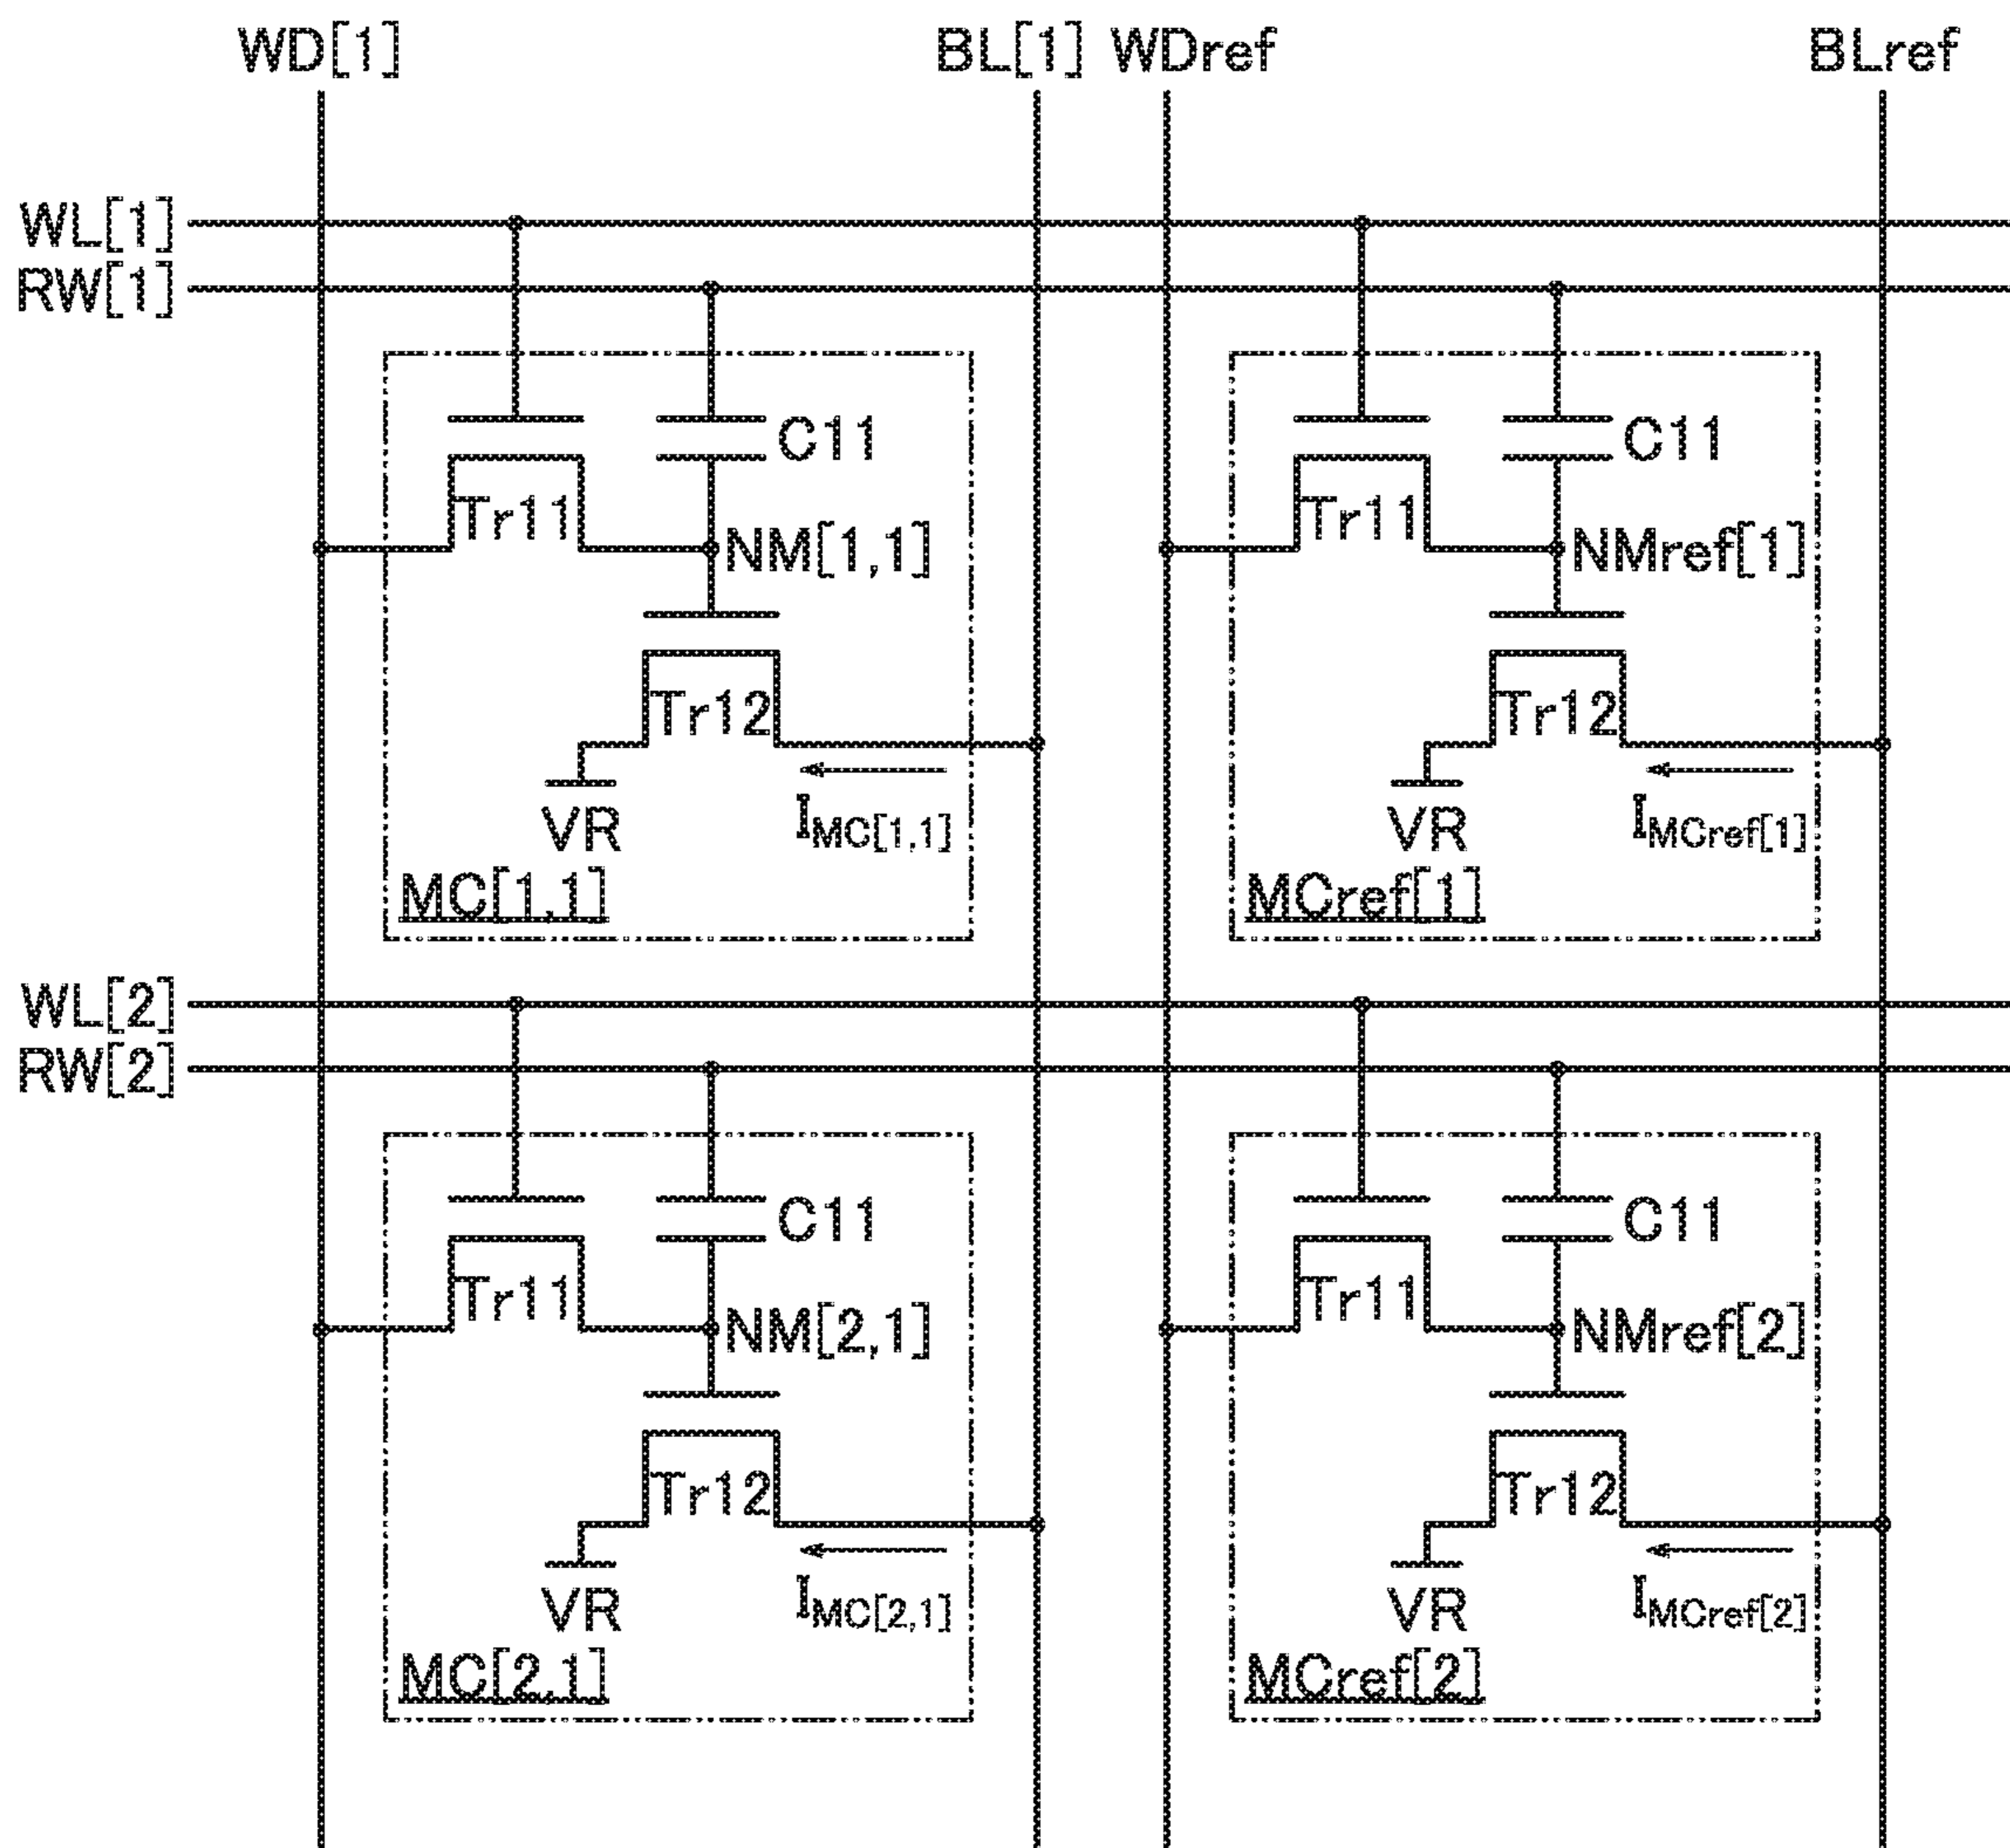 WD[1] BL[1] WDref BLref
WL[1]
RW[1]
C11 C11
Tr11 NM[1,1] Tr11 NMref[1]
Tr12 Tr12
VR IMC[1,1] VR IMCref[1]
MC[1,1] MCref[1]
WL[2]
RW[2]
C11 C11
Tr11 NM[2,1] Tr11 NMref[2]
Tr12 Tr12
VR IMC[2,1] VR IMCref[2]
MC[2,1] MCref[2]